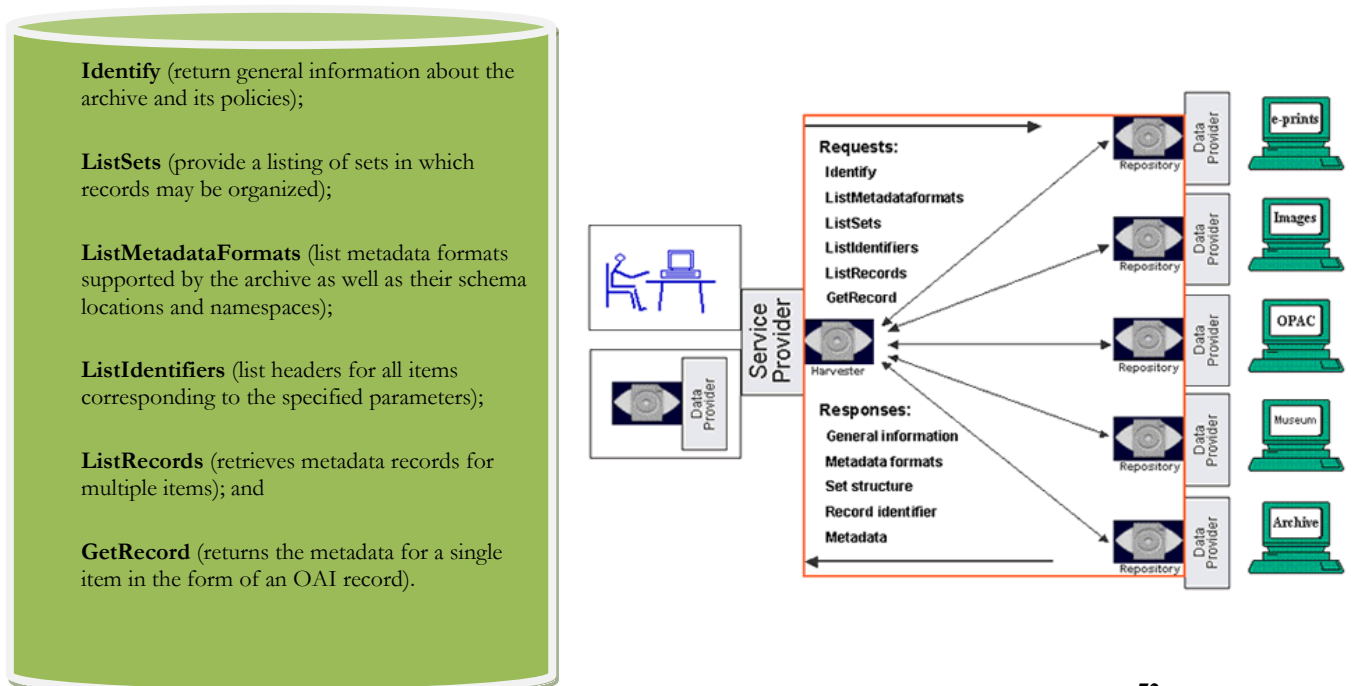 Identify (return general information about the
archive and its policies);
ListSets (provide a listing of sets in which
records may be organized);
ListMetadataFormats (list metadata formats
supported by the archive as well as their schema
locations and namespaces);
ListIdentifiers (list headers for all items
corresponding to the specified parameters);
ListRecords (retrieves metadata records for
multiple items); and
GetRecord (returns the metadata for a single
item in the form of an OAI record).
Data
Provider
Service
Provider
Requests:
Identify
ListMetadataformats
ListSets
ListIdentifiers
ListRecords
GetRecord
Harvester
Responses:
General information
Metadata formats
Set structure
Record identifier
Metadata
Repository
Data
Provider
e-prints
Repository
Data
Provider
Images
Repository
Data
Provider
OPAC
Repository
Data
Provider
Museum
Repository
Data
Provider
Archive